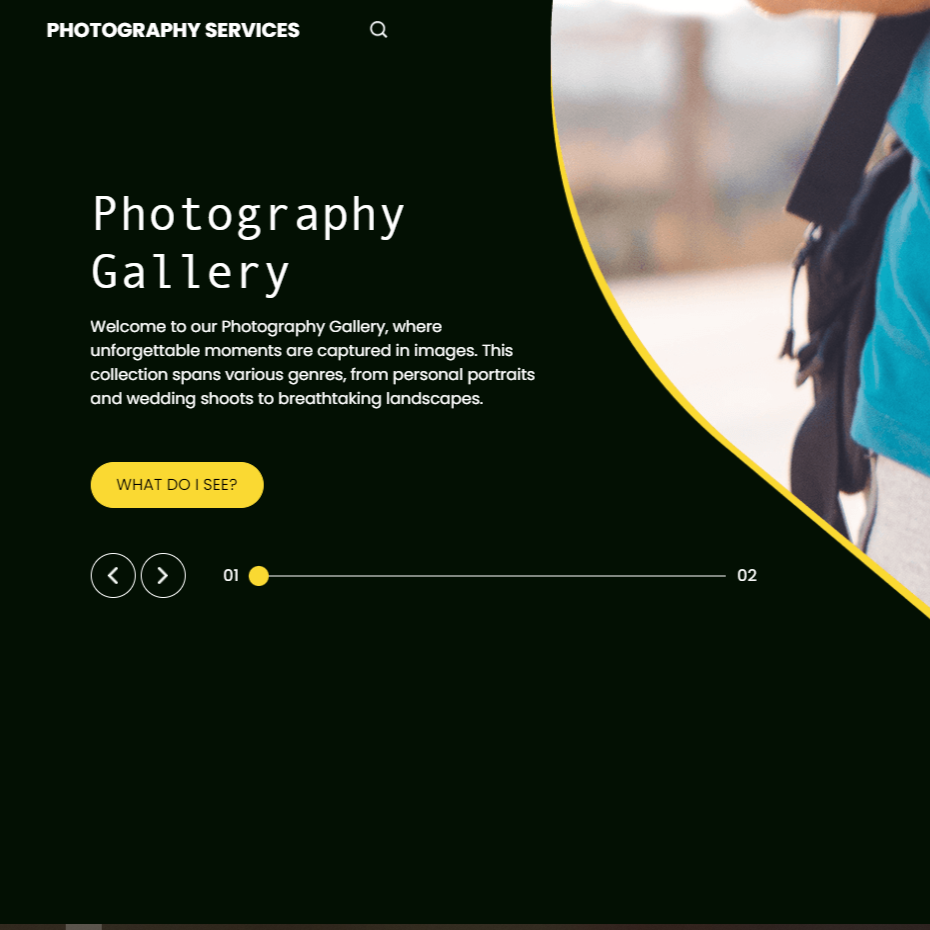 PHOTOGRAPHY SERVICES
Photography
Gallery
Welcome to our Photography Gallery, where
unforgettable moments are captured in images. This
collection spans various genres, from personal portraits
and wedding shoots to breathtaking landscapes.
WHAT DO I SEE?
01 02